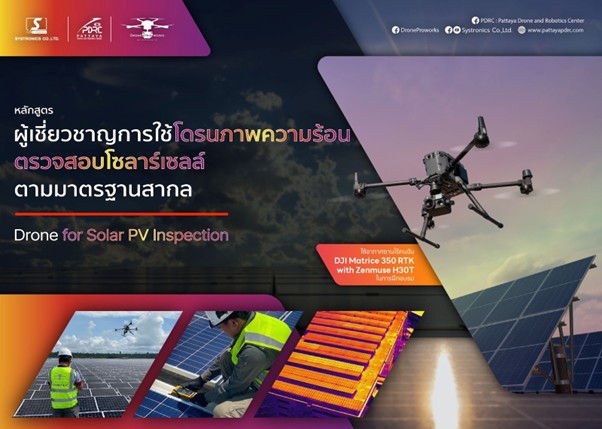 SYSTRONICS CO.,LTD.
PDRC
PATTAYA
f PDRC : Pattaya Drone and Robotics Center
DroneProworks
Systronics Co.,Ltd.
www.pattayapdrc.com
หลักสูตร
ผู้เชี่ยวชาญการใช้โดรนภาพความร้อน
ตรวจสอบโซลาร์เซลล์
ตามมาตรฐานสากล
Drone for Solar PV Inspection
ใช้อากาศยานไร้คนขับ
DJI Matrice 350 RTK
with Zenmuse H30T
ในการฝึกอบรม